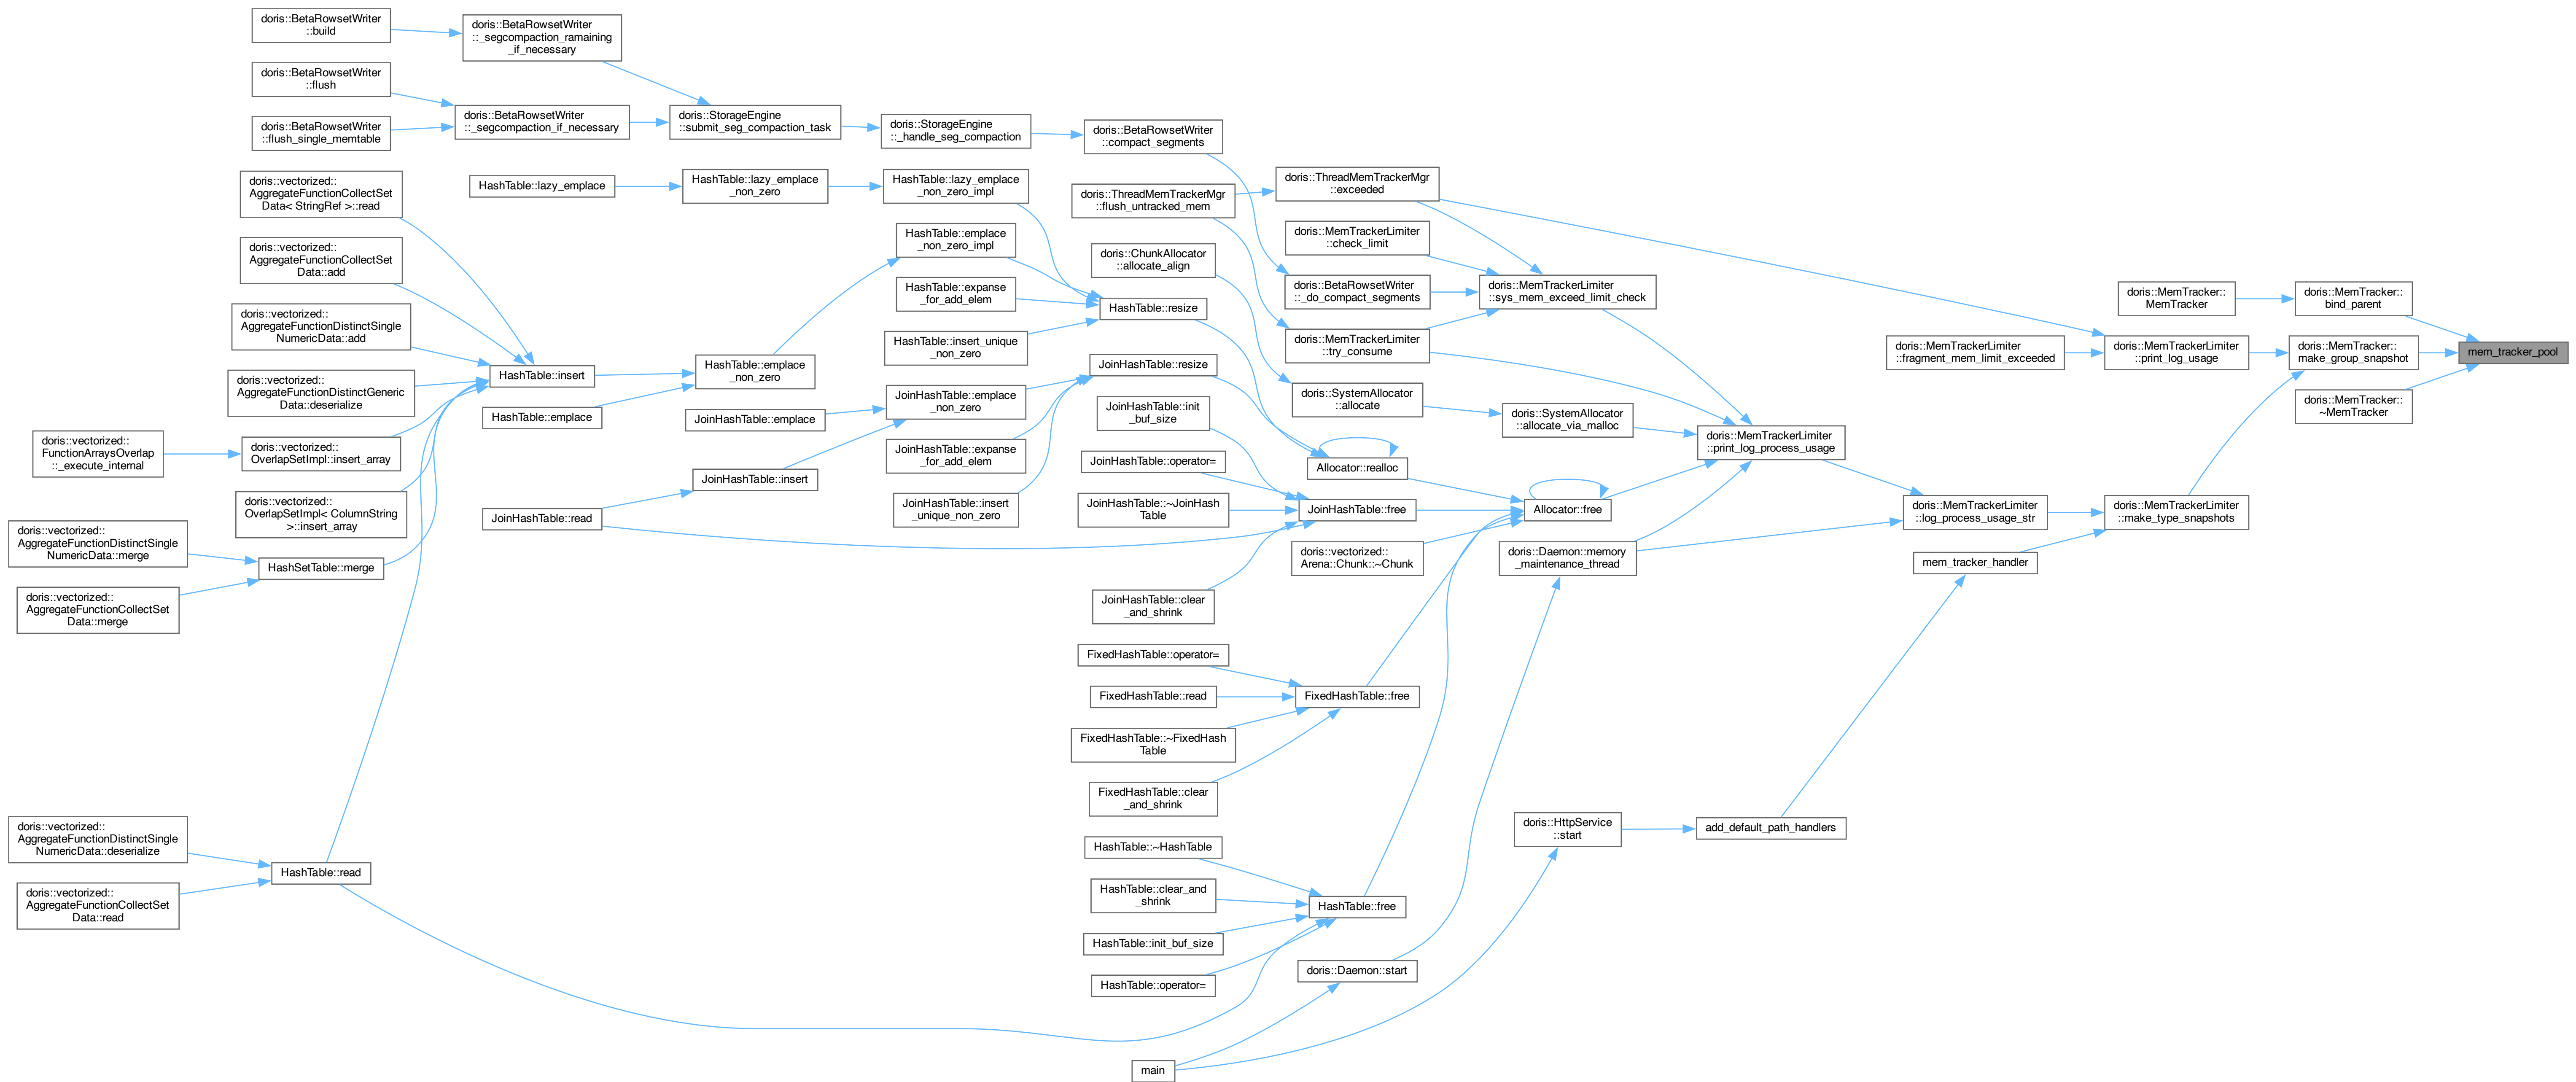 doris::BetaRowsetWriter
::build
doris::BetaRowsetWriter
::_segcompaction_ramaining
_if_necessary
doris::BetaRowsetWriter
::flush
doris::BetaRowsetWriter
::flush_single_memtable
doris::BetaRowsetWriter
::_segcompaction_if_necessary
doris::StorageEngine
::submit_seg_compaction_task
doris::StorageEngine
::_handle_seg_compaction
doris::BetaRowsetWriter
::compact_segments
doris::vectorized::
AggregateFunctionCollectSet
Data< StringRef >::read
HashTable::lazy_emplace
HashTable::lazy_emplace
_non_zero
HashTable::lazy_emplace
_non_zero_impl
doris::ThreadMemTrackerMgr
::flush_untracked_mem
doris::ThreadMemTrackerMgr
::exceeded
doris::vectorized::
AggregateFunctionCollectSet
Data::add
HashTable::emplace
_non_zero_impl
doris::ChunkAllocator
::allocate_align
doris::MemTrackerLimiter
::check_limit
doris::vectorized::
AggregateFunctionDistinctSingle
NumericData::add
HashTable::expanse
_for_add_elem
HashTable::resize
doris::BetaRowsetWriter
::_do_compact_segments
doris::MemTrackerLimiter
::sys_mem_exceed_limit_check
doris::MemTracker::
MemTracker
doris::MemTracker::
bind_parent
HashTable::insert_unique
_non_zero
doris::MemTrackerLimiter
::try_consume
doris::MemTrackerLimiter
::fragment_mem_limit_exceeded
doris::MemTrackerLimiter
::print_log_usage
doris::MemTracker::
make_group_snapshot
mem_tracker_pool
doris::vectorized::
AggregateFunctionDistinctGeneric
Data::deserialize
HashTable::insert
HashTable::emplace
_non_zero
HashTable::emplace
JoinHashTable::resize
JoinHashTable::emplace
_non_zero
JoinHashTable::emplace
JoinHashTable::init
_buf_size
doris::SystemAllocator
::allocate
doris::SystemAllocator
::allocate_via_malloc
doris::MemTracker::
~MemTracker
doris::vectorized::
FunctionArraysOverlap
::_execute_internal
doris::vectorized::
OverlapSetImpl::insert_array
JoinHashTable::expanse
_for_add_elem
JoinHashTable::operator=
Allocator::realloc
doris::MemTrackerLimiter
::print_log_process_usage
JoinHashTable::insert
doris::vectorized::
OverlapSetImpl< ColumnString
>::insert_array
JoinHashTable::read
JoinHashTable::insert
_unique_non_zero
JoinHashTable::~JoinHash
Table
JoinHashTable::free
Allocator::free
doris::MemTrackerLimiter
::log_process_usage_str
doris::MemTrackerLimiter
::make_type_snapshots
doris::vectorized::
AggregateFunctionDistinctSingle
NumericData::merge
HashSetTable::merge
doris::vectorized::
AggregateFunctionCollectSet
Data::merge
doris::vectorized::
Arena::Chunk::~Chunk
doris::Daemon::memory
_maintenance_thread
mem_tracker_handler
JoinHashTable::clear
_and_shrink
FixedHashTable::operator=
FixedHashTable::read
FixedHashTable::free
FixedHashTable::~FixedHash
Table
FixedHashTable::clear
_and_shrink
doris::vectorized::
AggregateFunctionDistinctSingle
NumericData::deserialize
HashTable::read
doris::vectorized::
AggregateFunctionCollectSet
Data::read
HashTable::~HashTable
HashTable::clear_and
_shrink
HashTable::free
HashTable::init_buf_size
HashTable::operator=
doris::HttpService
::start
add_default_path_handlers
doris::Daemon::start
main